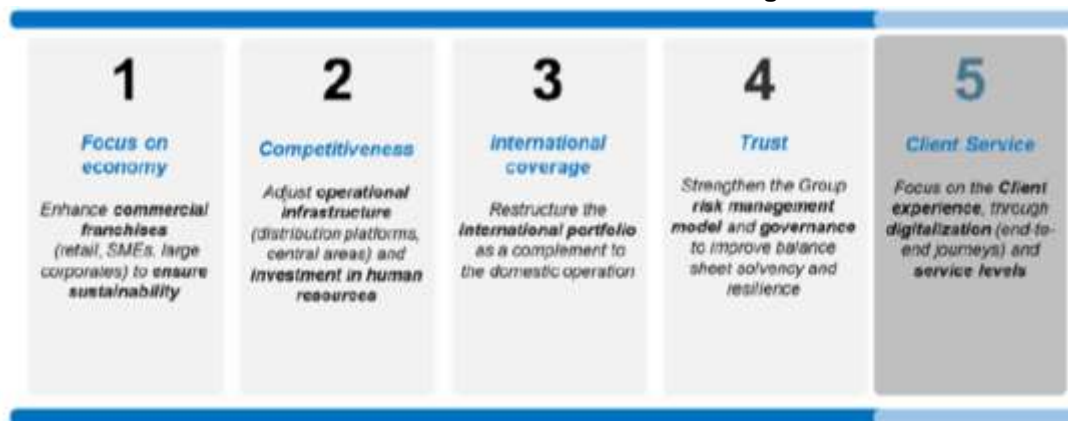 1
Focus on
economy
Enhance commercial
franchises
(retail, SMEs, large
corporates) to ensure
sustainability
2
Competitiveness
Adjust operational
infrastructure
(distribution platforms,
central areas) and
investment in human
resources
3
International
coverage
Restructure the
international portfolio
as a complement to
the domestic operation
4
Trust
Strengthen the Group
risk management
model and governance
to improve balance
sheet solvency and
resilience
5
Client Service
Focus on the Client
experience, through
digitalization (end-to-
end journeys) and
service levels